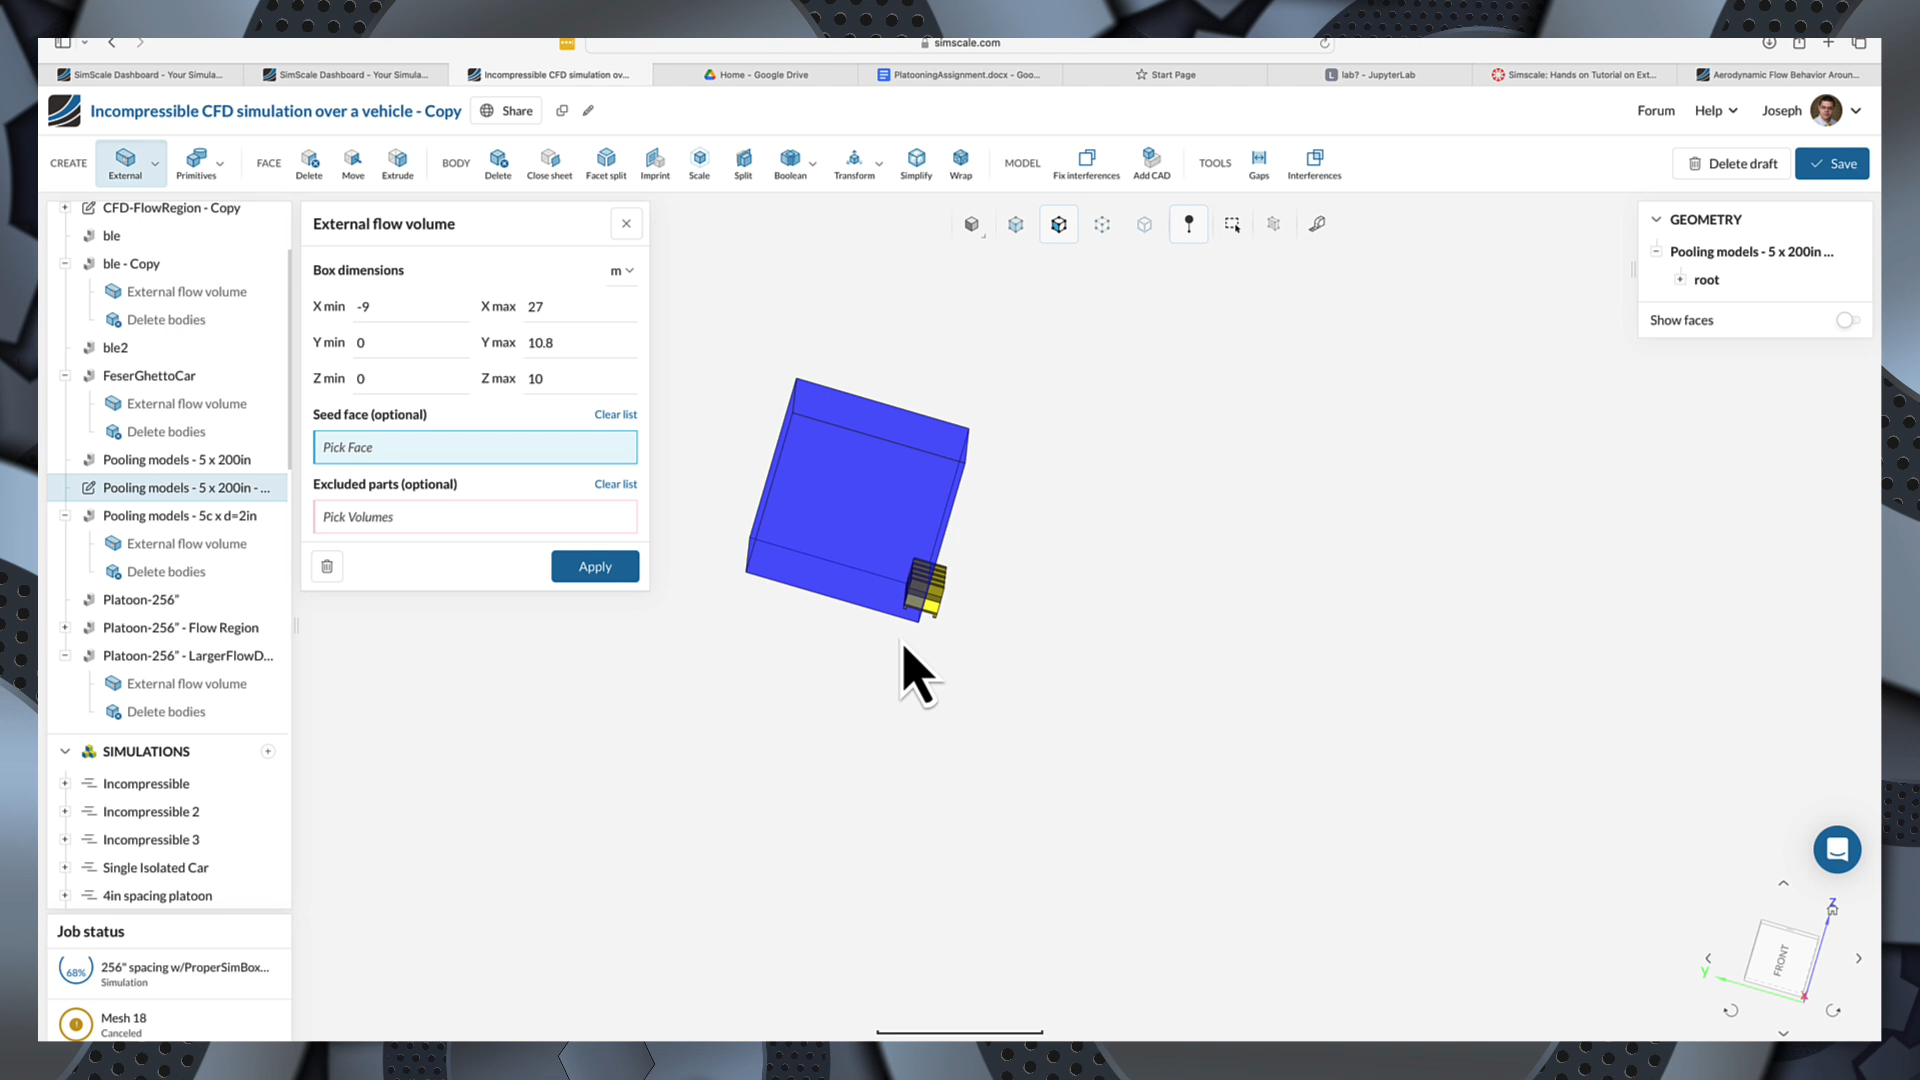 simscale.com
SimScale Dashboard - Your Simula...
SimScale Dashboard - Your Simula...
Incompressible CFD simulation ov...
Home - Google Drive
PlatooningAssignment.docx - Goo...
Start Page
L
lab? - JupyterLab
Simscale: Hands on Tutorial on Ext...
Aerodynamic Flow Behavior Aroun...
Incompressible CFD simulation over a vehicle - Copy
Share
Forum
Help
Joseph
CREATE
External
Primitives
FACE
Delete
Move
Extrude
BODY
Delete
Close sheet
Facet split
Imprint
Scale
Split
Boolean
Transform
Simplify
Wrap
MODEL
Fix interferences
Add CAD
TOOLS
Gaps
Interferences
Delete draft
Save
CFD-FlowRegion - Copy
ble
ble - Copy
External flow volume
Delete bodies
ble2
FeserGhettoCar
External flow volume
Delete bodies
Pooling models - 5 x 200in
Pooling models - 5 x 200in - ...
Pooling models - 5c x d=2in
External flow volume
Delete bodies
Platoon-256"
Platoon-256" - Flow Region
Platoon-256" - LargerFlowD...
External flow volume
Delete bodies
SIMULATIONS
Incompressible
Incompressible 2
Incompressible 3
Single Isolated Car
4in spacing platoon
Job status
68%
256" spacing w/ProperSimBox...
Simulation
Mesh 18
Canceled
External flow volume
Box dimensions
m
X min -9
X max 27
Y min 0
Y max 10.8
Z min 0
Z max 10
Seed face (optional)
Clear list
Pick Face
Excluded parts (optional)
Clear list
Pick Volumes
Apply
GEOMETRY
Pooling models - 5 x 200in ...
root
Show faces
Z
FRONT
Y